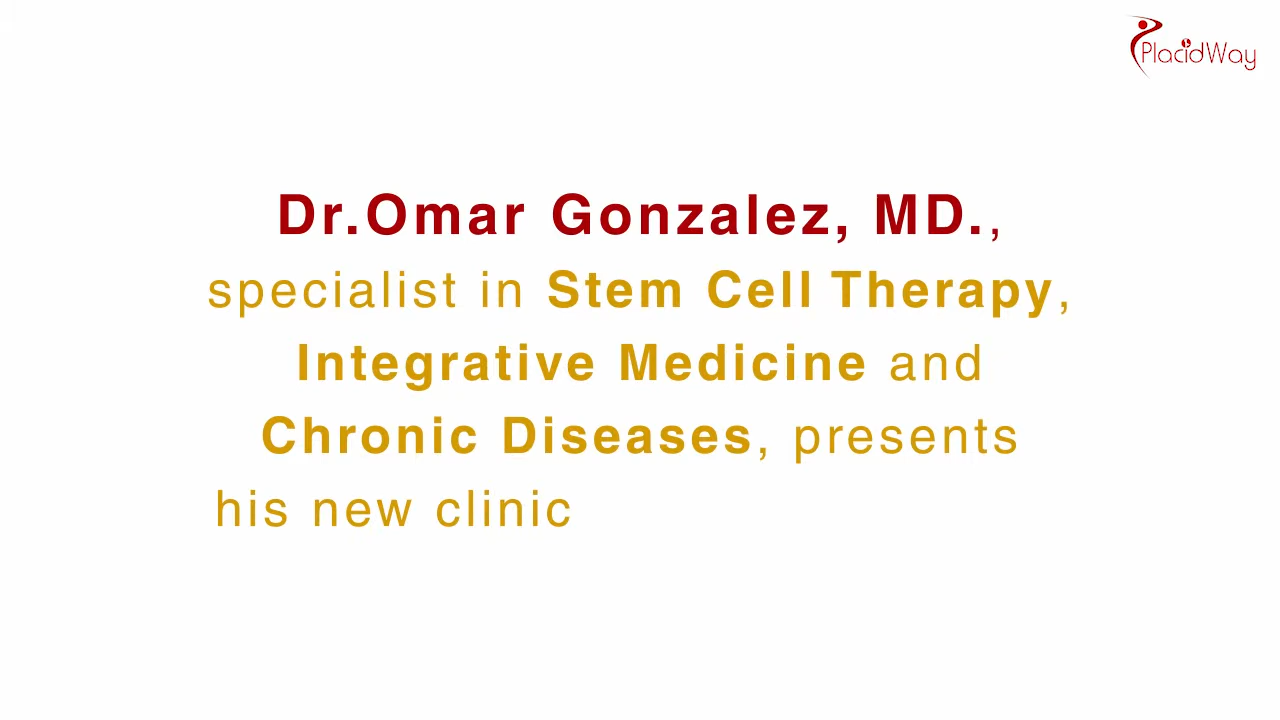 PlacidWay
Dr.Omar Gonzalez, MD.,
specialist in Stem Cell Therapy,
Integrative Medicine and
Chronic Diseases, presents
his new clinic